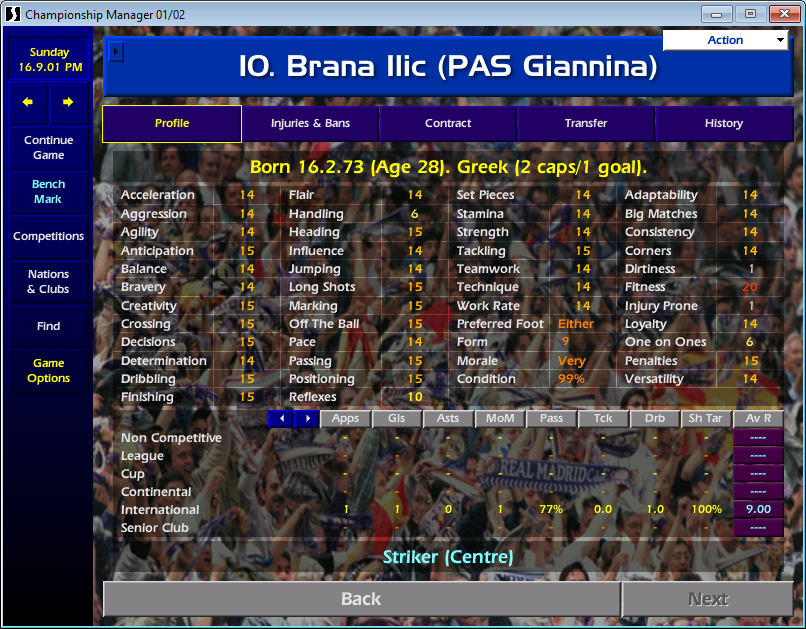 Championship Manager 01/02
Action
Sunday
16.9.01 PM
10. Brana Ilic (PAS Giannina)
Profile Injuries & Bans Contract Transfer History
Continue
Game
Bench
Mark
Competitions
Nations
& Clubs
Find
Game
Options
Born 16.2.73 (Age 28). Greek (2 caps/1 goal).
Acceleration 14 Flair 14 Set Pieces 14 Adaptability 14
Aggression 14 Handling 6 Stamina 14 Big Matches 14
Agility 14 Heading 15 Strength 14 Consistency 14
Anticipation 15 Influence 14 Tackling 15 Corners 14
Balance 14 Jumping 14 Teamwork 14 Dirtiness 1
Bravery 14 Long Shots 15 Technique 14 Fitness 20
Creativity 15 Marking 15 Work Rate 14 Injury Prone 1
Crossing 15 Off The Ball 15 Preferred Foot Either Loyalty 14
Decisions 15 Pace 14 Form 9 One on Ones 6
Determination 14 Passing 15 Morale Very Penalties 15
Dribbling 15 Positioning 15 Condition 99% Versatility 14
Finishing 15 Reflexes 10
Apps Gls Asts MoM Pass Tck Drb Sh Tar Av R
Non Competitive - - - - - - - - ----
League - - - - - - - - ----
Cup - - - - - - - - ----
Continental - - - - - - - - ----
International 1 1 0 1 77% 0.0 1.0 100% 9.00
Senior Club - - - - - - - - ----
REAL MADRID
Striker (Centre)
Back Next